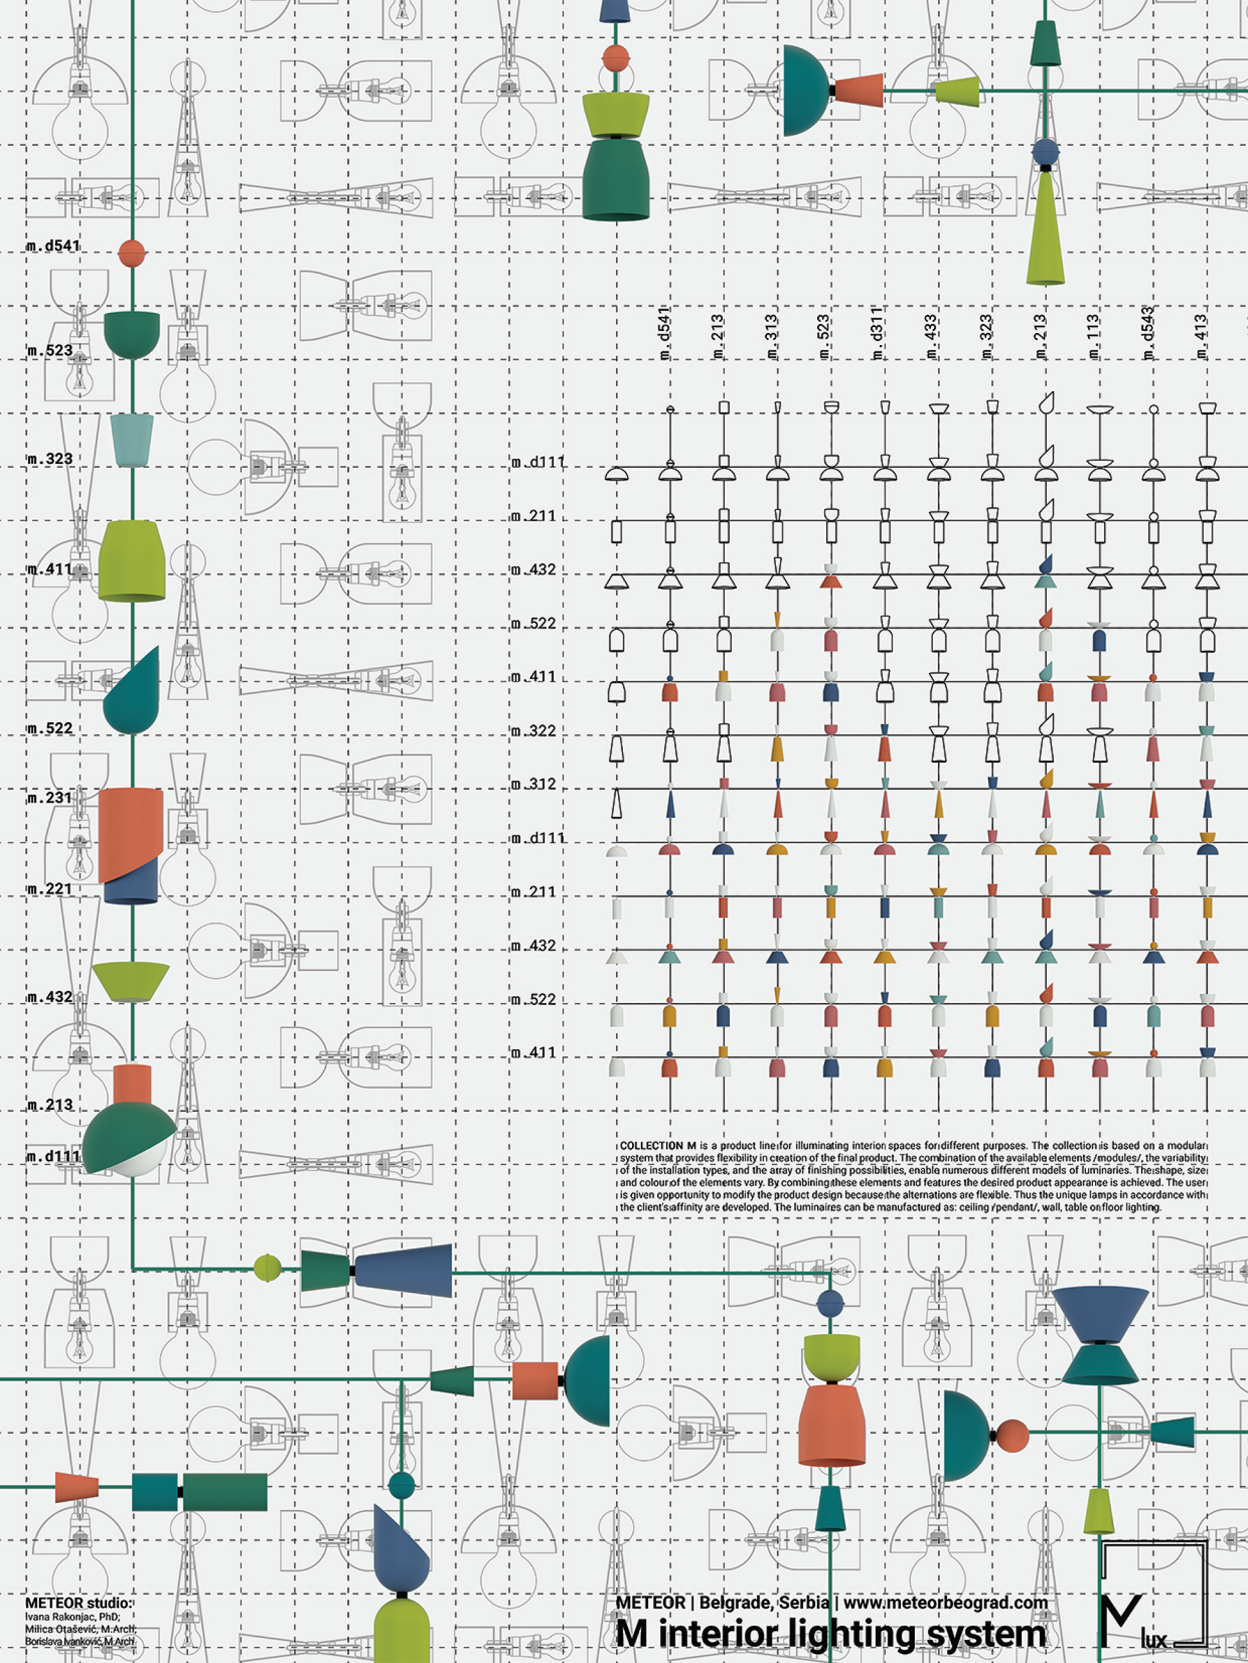 m.d541
m.523
m.323
m.411
m.522
m.231
m.221
m.432
m.213
m.d111
m.d541
m.213
m.313
m.523
m.d311
m.433
m.323
m.213
m.113
m.d543
m.413
m.d111
m.211
m.432
m.522
m.411
m.322
m.312
m.d111
m.211
m.432
m.522
m.411
COLLECTION M is a product line for illuminating interior spaces for different purposes. The collection is based on a modular
system that provides flexibility in creation of the final product. The combination of the available elements /modules/, the variability
of the installation types, and the array of finishing possibilities, enable numerous different models of luminaries. The shape, size
and colour of the elements vary. By combining these elements and features the desired product appearance is achieved. The user
is given opportunity to modify the product design because the alternations are flexible. Thus the unique lamps in accordance with
the client's affinity are developed. The luminaires can be manufactured as: ceiling /pendant/, wall, table or floor lighting.
METEOR studio:
Ivana Rakonjac, PhD;
Milica Otašević, M.Arch;
Borislava Ivanković, M.Arch
METEOR | Belgrade, Serbia | www.meteorbeograd.com
M interior lighting system
M lux